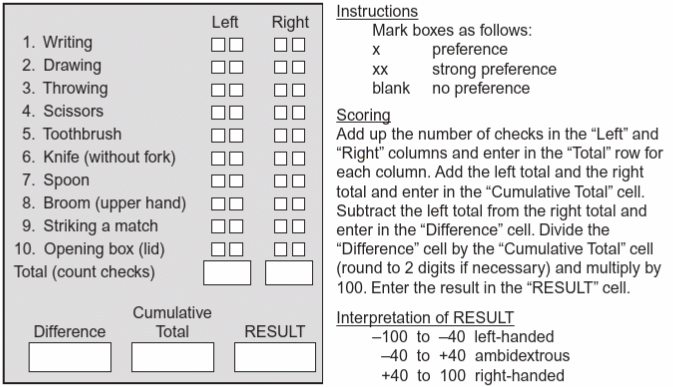 Left Right
1. Writing
2. Drawing
3. Throwing
4. Scissors
5. Toothbrush
6. Knife (without fork)
7. Spoon
8. Broom (upper hand)
9. Striking a match
10. Opening box (lid)
Total (count checks)
Cumulative
Difference Total RESULT
Instructions
Mark boxes as follows:
x preference
xx strong preference
blank no preference
Scoring
Add up the number of checks in the “Left” and
“Right” columns and enter in the “Total” row for
each column. Add the left total and the right
total and enter in the “Cumulative Total” cell.
Subtract the left total from the right total and
enter in the “Difference” cell. Divide the
“Difference” cell by the “Cumulative Total” cell
(round to 2 digits if necessary) and multiply by
100. Enter the result in the “RESULT” cell.
Interpretation of RESULT
–100 to –40 left-handed
–40 to +40 ambidextrous
+40 to 100 right-handed